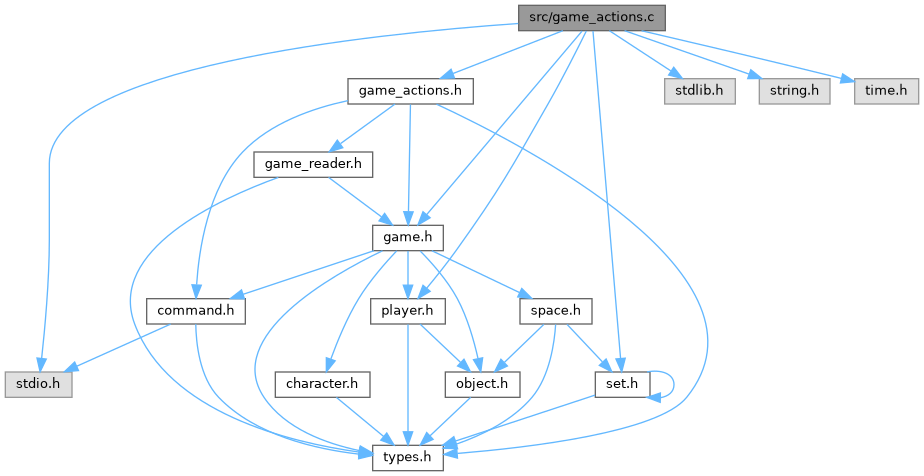 src/game_actions.c
game_actions.h
stdlib.h
string.h
time.h
game_reader.h
game.h
command.h
player.h
space.h
stdio.h
character.h
object.h
set.h
types.h